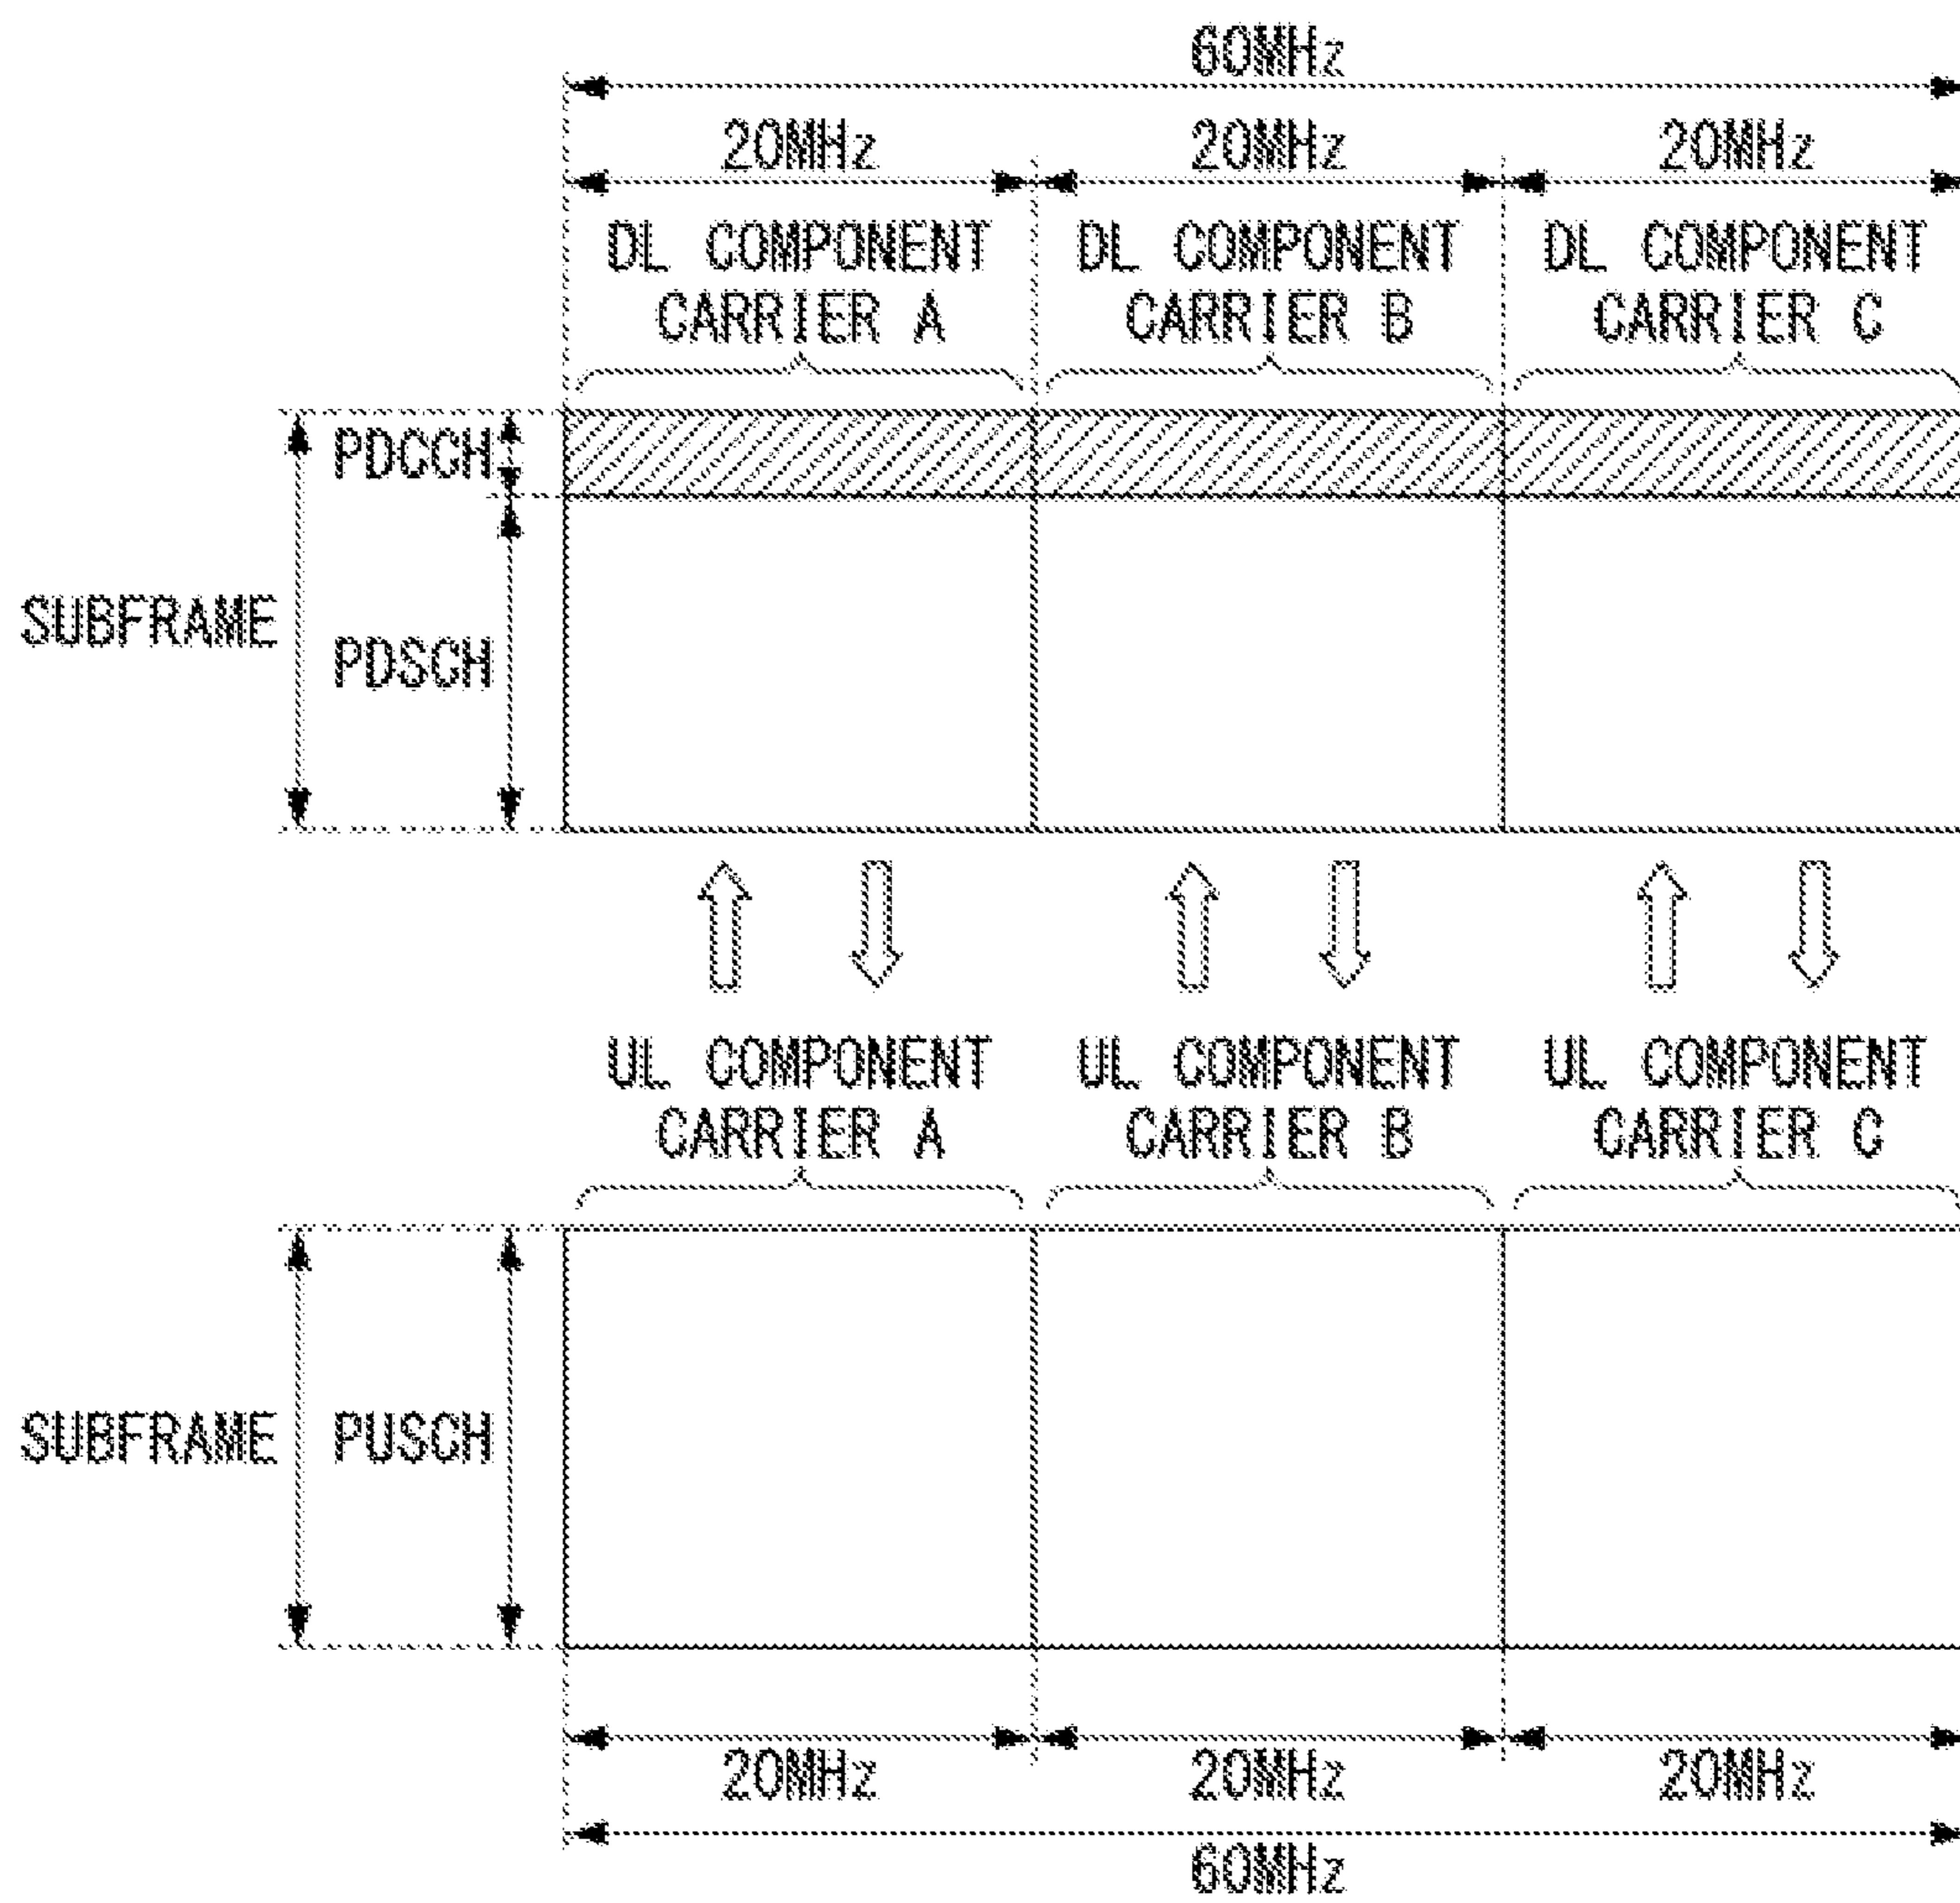 60MHz
20MHz 20MHz 20MHz
DL COMPONENT CARRIER A
DL COMPONENT CARRIER B
DL COMPONENT CARRIER C
PDCCH
SUBFRAME
PDSCH
UL COMPONENT CARRIER A
UL COMPONENT CARRIER B
UL COMPONENT CARRIER C
SUBFRAME PUSCH
20MHz 20MHz 20MHz
60MHz